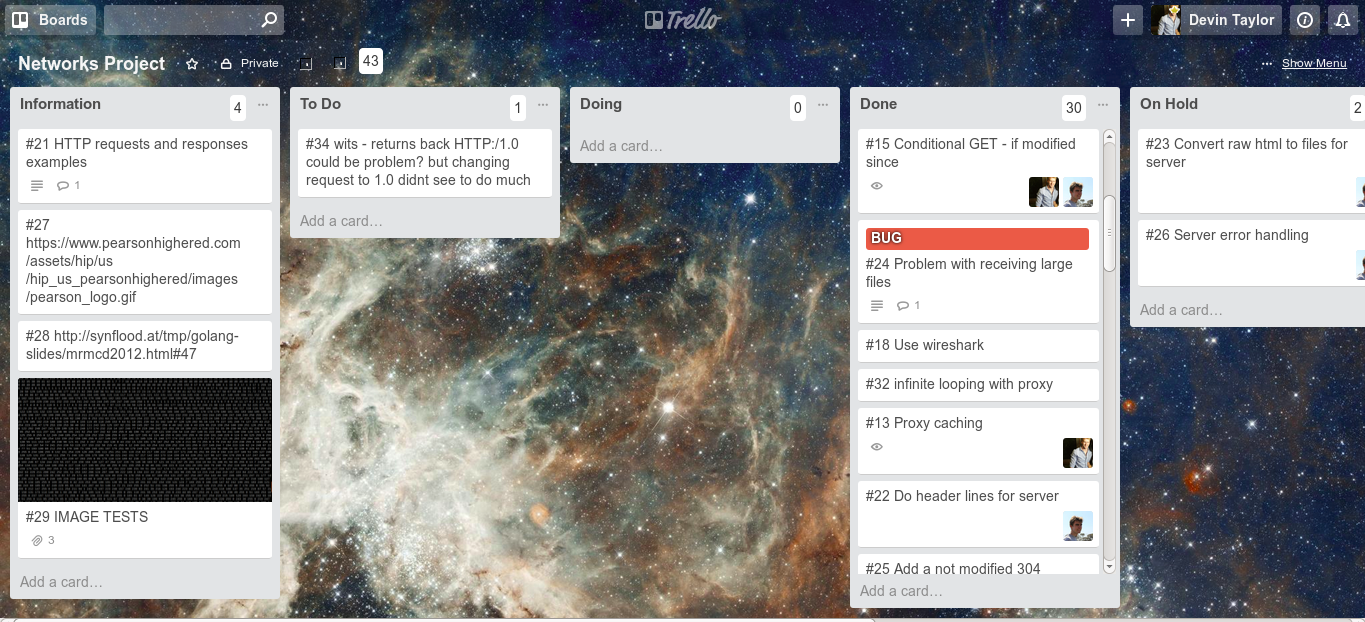 Boards
Trello
Devin Taylor
Networks Project
Private
43
Show Menu
Information
4
#21 HTTP requests and responses
examples
1
#27
https://www.pearsonhighered.com
/assets/hip/us
/hip_us_pearsonhighered/images
/pearson_logo.gif
#28 http://synflood.at/tmp/golang-
slides/mrmcd2012.html#47
#29 IMAGE TESTS
3
Add a card…
To Do
1
#34 wits - returns back HTTP:/1.0
could be problem? but changing
request to 1.0 didnt see to do much
Add a card…
Doing
0
Add a card…
Done
30
#15 Conditional GET - if modified
since
BUG
#24 Problem with receiving large
files
1
#18 Use wireshark
#32 infinite looping with proxy
#13 Proxy caching
#22 Do header lines for server
#25 Add a not modified 304
Add a card…
On Hold
2
#23 Convert raw html to files for
server
#26 Server error handling
Add a card…